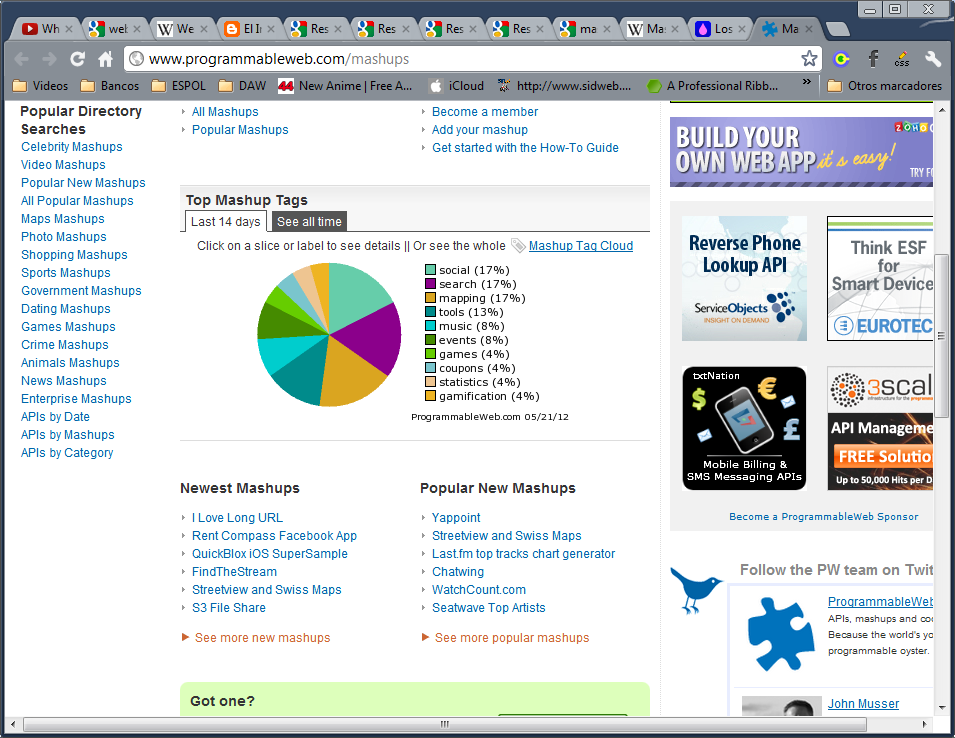 Wh
wel
We
El I
Res
Res
Res
Res
ma
Mas
Los
Ma
www.programmableweb.com/mashups
Videos
Bancos
ESPOL
DAW
44 New Anime | Free A...
iCloud
http://www.sidweb....
A Professional Ribb...
»
Otros marcadores
f
css
Popular Directory
Searches
Celebrity Mashups
Video Mashups
Popular New Mashups
All Popular Mashups
Maps Mashups
Photo Mashups
Shopping Mashups
Sports Mashups
Government Mashups
Dating Mashups
Games Mashups
Crime Mashups
Animals Mashups
News Mashups
Enterprise Mashups
APIs by Date
APIs by Mashups
APIs by Category
All Mashups
Popular Mashups
Become a member
Add your mashup
Get started with the How-To Guide
Top Mashup Tags
Last 14 days
See all time
Click on a slice or label to see details || Or see the whole Mashup Tag Cloud
social (17%)
search (17%)
mapping (17%)
tools (13%)
music (8%)
events (8%)
games (4%)
coupons (4%)
statistics (4%)
gamification (4%)
ProgrammableWeb.com 05/21/12
Newest Mashups
I Love Long URL
Rent Compass Facebook App
QuickBlox iOS SuperSample
FindTheStream
Streetview and Swiss Maps
S3 File Share
See more new mashups
Popular New Mashups
Yappoint
Streetview and Swiss Maps
Last.fm top tracks chart generator
Chatwing
WatchCount.com
Seatwave Top Artists
See more popular mashups
Got one?
ZOHO
BUILD YOUR
OWN WEB APP it's easy!
TRY F
Reverse Phone
Lookup API
ServiceObjects
INSIGHT ON DEMAND
Think ESF
for
Smart Device
EUROTEC
txtNation
$ € £
Mobile Billing &
SMS Messaging APIs
3scal
infrastructure for the programm
API Manageme
FREE Solutio
Up to 50,000 Hits per D
Become a ProgrammableWeb Sponsor
Follow the PW team on Twit
ProgrammableWeb
APIs, mashups and co
Because the world's yo
programmable oyster.
John Musser